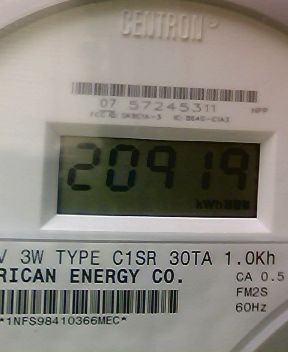 CENTRON®
07 57245311
20919
kWh
V 3W TYPE C1SR 30TA 1.0Kh
RICAN ENERGY CO.
CA 0.5
FM2S
60Hz
*1NFS98410366MEC*